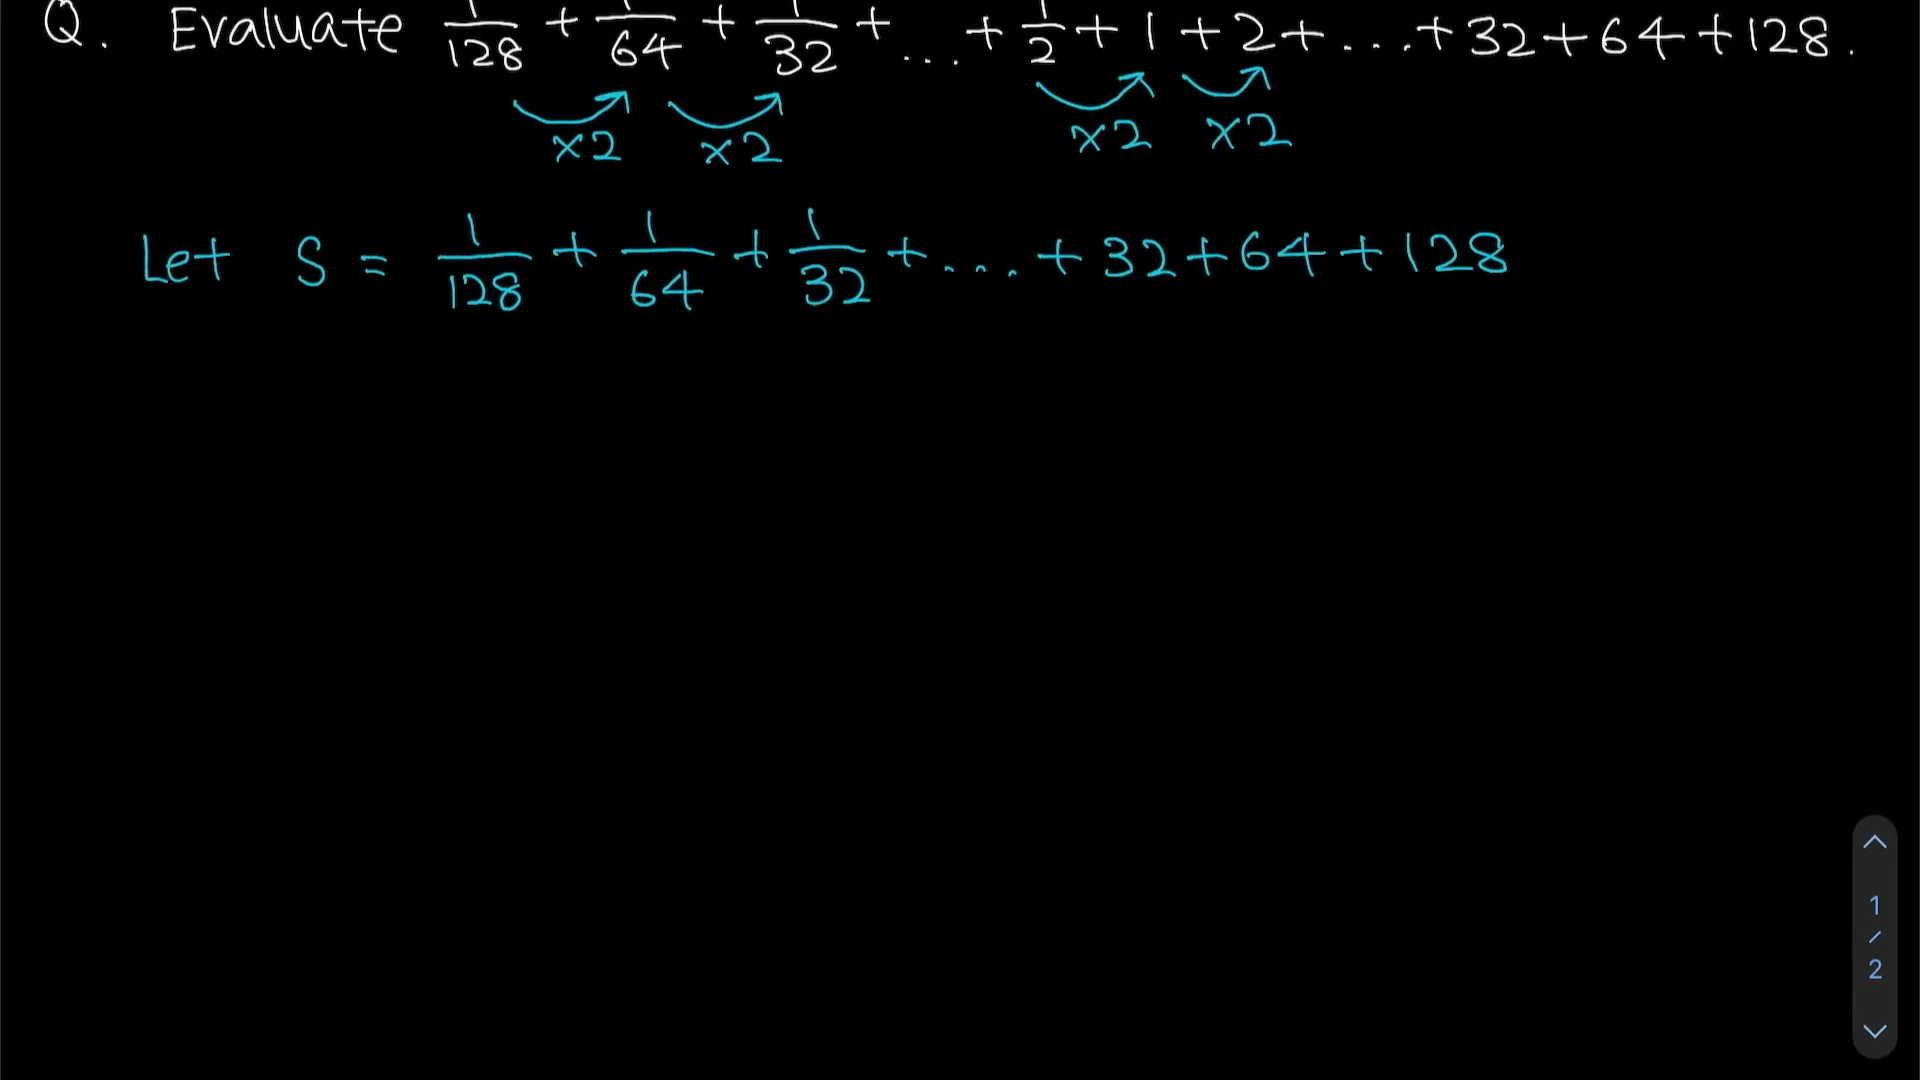 Q. Evaluate 1/128 + 1/64 + 1/32 + ... + 1/2 + 1 + 2 + ... + 32 + 64 + 128.
×2 ×2 ×2 ×2
Let S = 1/128 + 1/64 + 1/32 + ... + 32 + 64 + 128
1
/
2